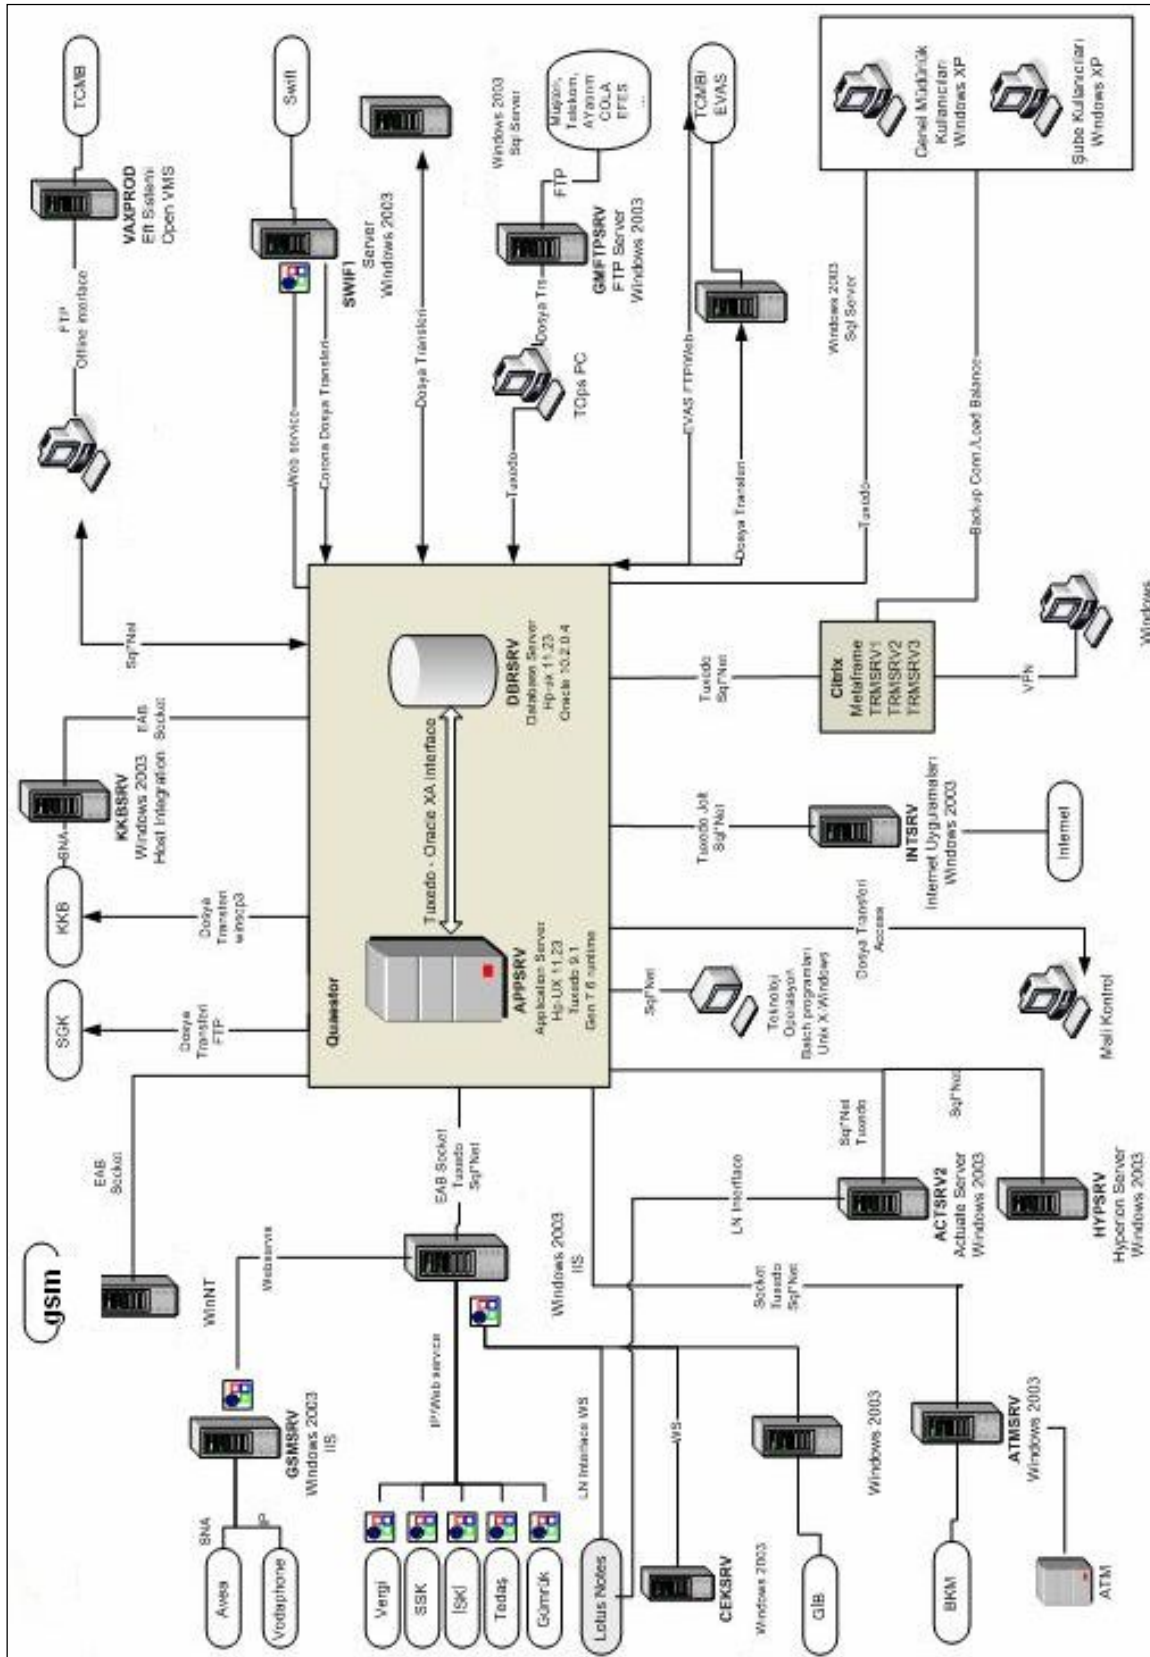 gsm
EAB
Socket
WinNT
Webservis
GSMSRV
Windows 2003
IIS
SNA
IP
Avea
Vodaphone
IP/Web service
Vergi
SSK
İSKİ
Tedaş
Gümrük
Windows 2003
IIS
EAB Socket
Tuxedo
Sql*Net
LN Interface WS
Lotus Notes
WS
CEKSRV
Windows 2003
GİB
Windows 2003
BKM
ATMSRV
Windows 2003
ATM
Socket
Tuxedo
Sql*Net
LN Interface
ACTSRV2
Actuate Server
Windows 2003
Sql*Net
Tuxedo
HYPSRV
Hyperion Server
Windows 2003
Sql*Net
SGK
Dosya
Transferi
FTP
KKB
Dosya
Transferi
winscp3
SNA
KKBSRV
Windows 2003
Host Integration
EAB
Socket
Quaestor
APPSRV
Application Server
Hp-UX 11,23
Tuxedo 9.1
Gen 7.6 runtime
Tuxedo - Oracle XA interface
DBRSRV
Database Server
Hp-ux 11,23
Oracle 10.2.0.4
Sql*Net
Teknoloji
Operasyon
Batch programları
Unix X-Windows
Dosya Transferi
Access
Mali Kontrol
Tuxedo Jolt
Sql*Net
INTSRV
Internet Uygulamaları
Windows 2003
Internet
Tuxedo
Sql*Net
Citrix
Metaframe
TRMSRV1
TRMSRV2
TRMSRV3
VPN
Windows
Sql*Net
FTP
Offline interface
VAXPROD
Eft Sistemi
Open VMS
TCMB
Web service
Corona Dosya Transferi
SWIFT
Server
Windows 2003
Swift
Dosya Transferi
Windows 2003
Sql Server
Tuxedo
TOps PC
Dosya Trs
GMFTPSRV
FTP Server
Windows 2003
FTP
Telekom,
COLA
EFES
...
EVAS FTP/Web
Dosya Transferi
TCMB/
EVAS
Windows 2003
Sql Server
Tuxedo
Backup Conn./Load Balance
Genel Müdürlük
Kullanıcıları
Windows XP
Şube Kullanıcıları
Windows XP